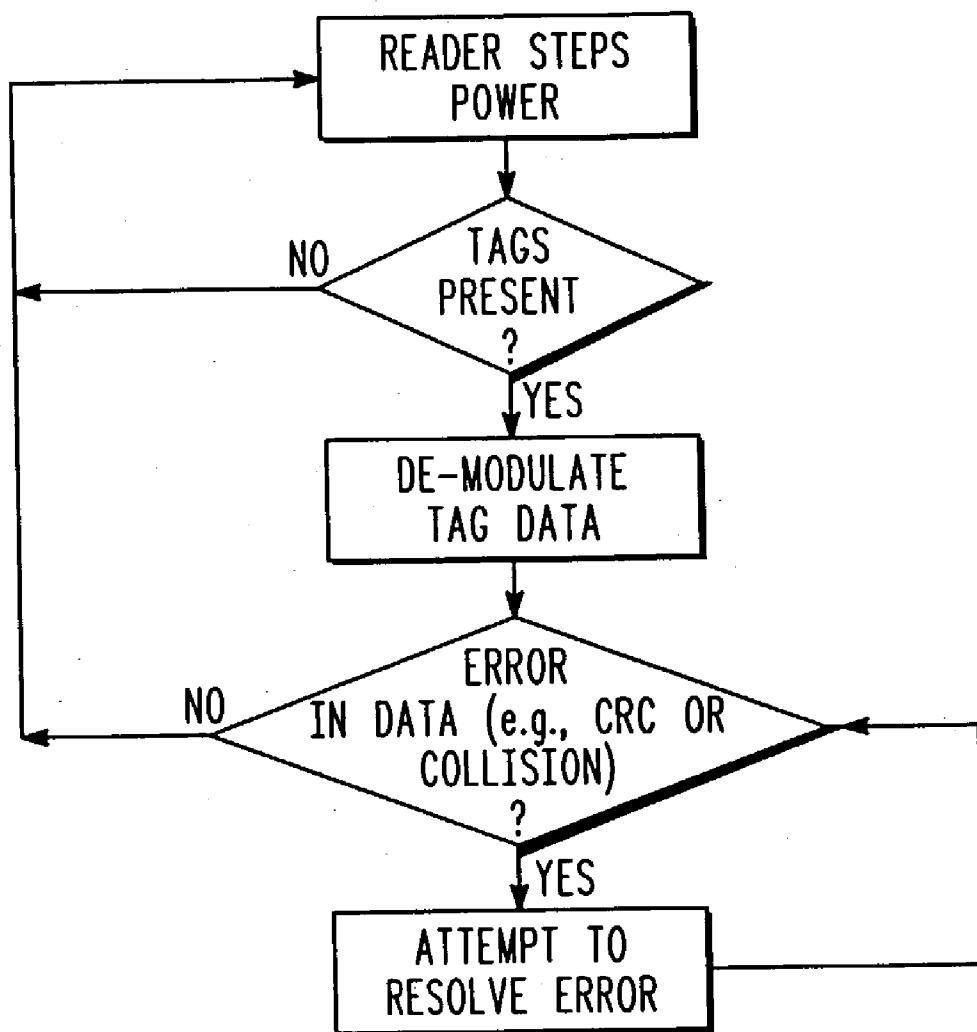 READER STEPS
POWER
NO
TAGS
PRESENT
?
YES
DE-MODULATE
TAG DATA
NO
ERROR
IN DATA (e.g., CRC OR
COLLISION)
?
YES
ATTEMPT TO
RESOLVE ERROR